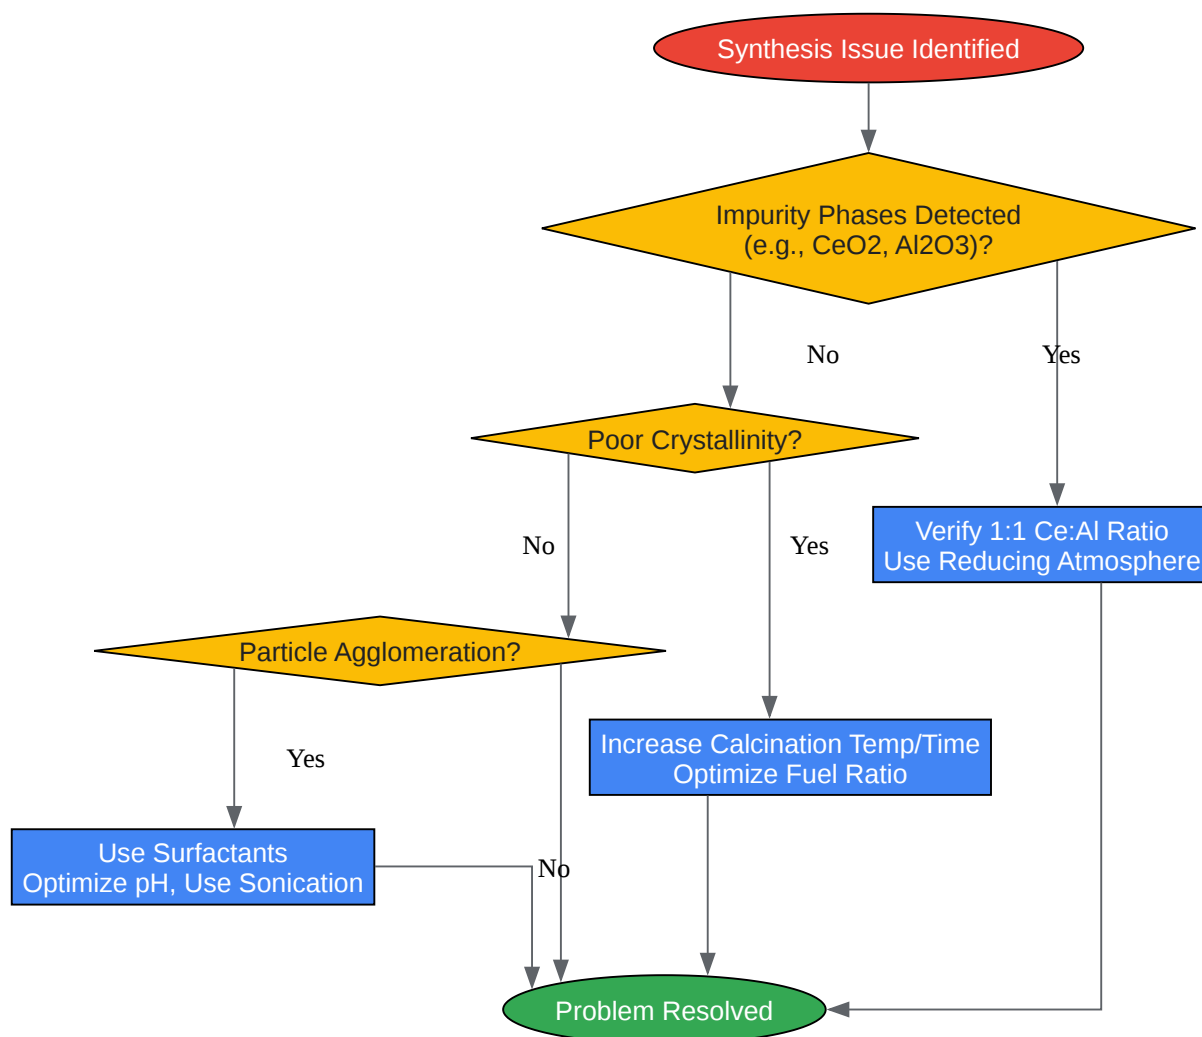 Synthesis Issue Identified
Impurity Phases Detected
(e.g., CeO2, Al2O3)?
No
Yes
Poor Crystallinity?
Verify 1:1 Ce:Al Ratio
Use Reducing Atmosphere
No
Yes
Particle Agglomeration?
Increase Calcination Temp/Time
Optimize Fuel Ratio
Yes
Use Surfactants
Optimize pH, Use Sonication
No
Problem Resolved